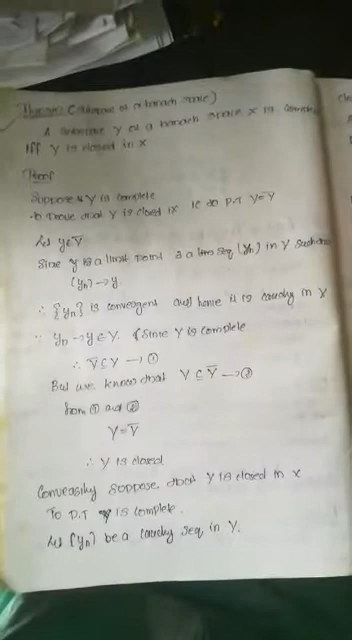 Theorem (Subspace of a banach space)
A subspace Y of a banach space X is complete
iff Y is closed in X
Proof
Suppose Y is complete
To prove that Y is closed ix ie to P.T Y=Y̅
Let y∈Y̅
Since y is a limit point ∃ a seq (yn) in Y such that
(yn)→y.
∴ {yn} is convergent and hence it is cauchy in Y
∵ yn→y∈Y. Since Y is complete
∴ Y̅⊆Y → ①
But we know that Y⊆Y̅ → ②
from ① and ②
Y=Y̅
∴ Y is closed
Conversily suppose that Y is closed in X
To P.T Y is complete.
Let {yn} be a cauchy seq in Y.
cle